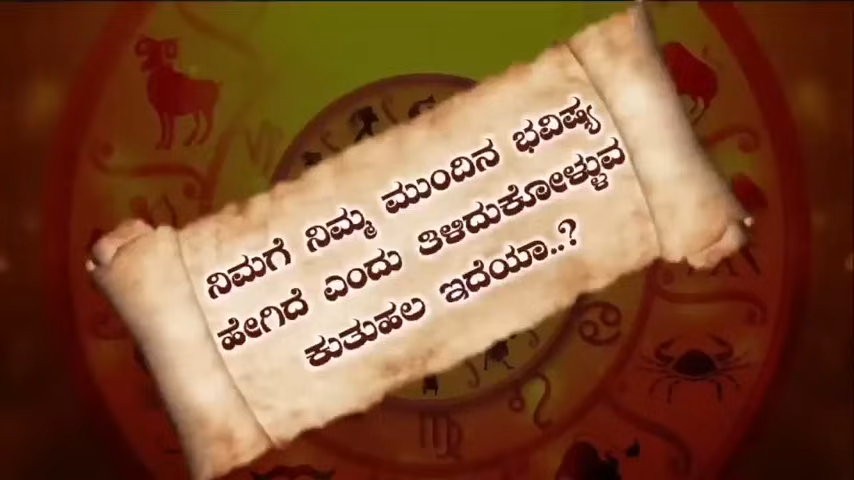 ನಿಮಗೆ ನಿಮ್ಮ ಮುಂದಿನ ಭವಿಷ್ಯ
ಹೇಗಿದೆ ಎಂದು ತಿಳಿದುಕೋಳ್ಳುವ
ಕುತುಹಲ ಇದೆಯಾ..?